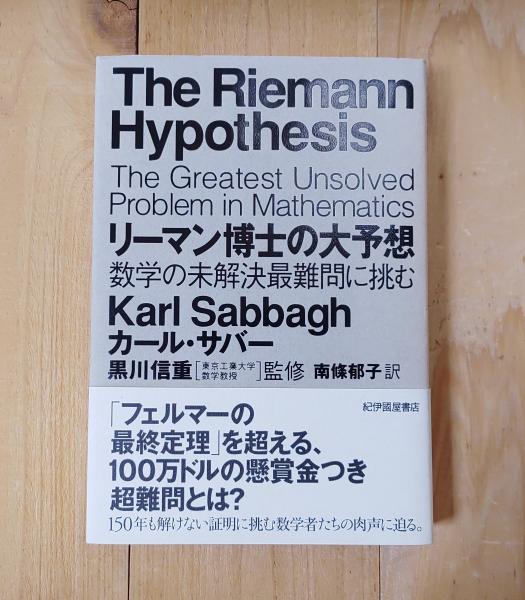 The Riemann
Hypothesis
The Greatest Unsolved
Problem in Mathematics
リーマン博士の大予想
数学の未解決最難問に挑む
Karl Sabbagh
カール・サバー
黒川信重[東京工業大学 数学教授]監修 南條郁子 訳
紀伊國屋書店
「フェルマーの
最終定理」を超える、
100万ドルの懸賞金つき
超難問とは?
150年も解けない証明に挑む数学者たちの肉声に迫る。